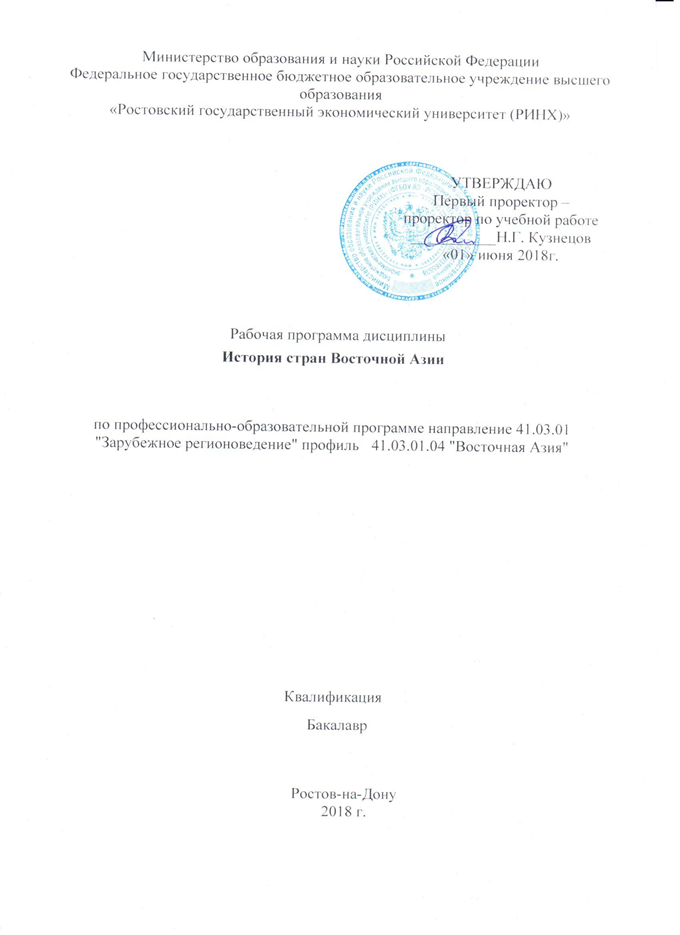 Министерство образования и науки Российской Федерации
Федеральное государственное бюджетное образовательное учреждение высшего
образования
«Ростовский государственный экономический университет (РИНХ)»
УТВЕРЖДАЮ
Первый проректор –
проректор по учебной работе
Н.Г. Кузнецов
«01» июня 2018г.
Рабочая программа дисциплины
История стран Восточной Азии
по профессионально-образовательной программе направление 41.03.01
"Зарубежное регионоведение" профиль 41.03.01.04 "Восточная Азия"
Квалификация
Бакалавр
Ростов-на-Дону
2018 г.